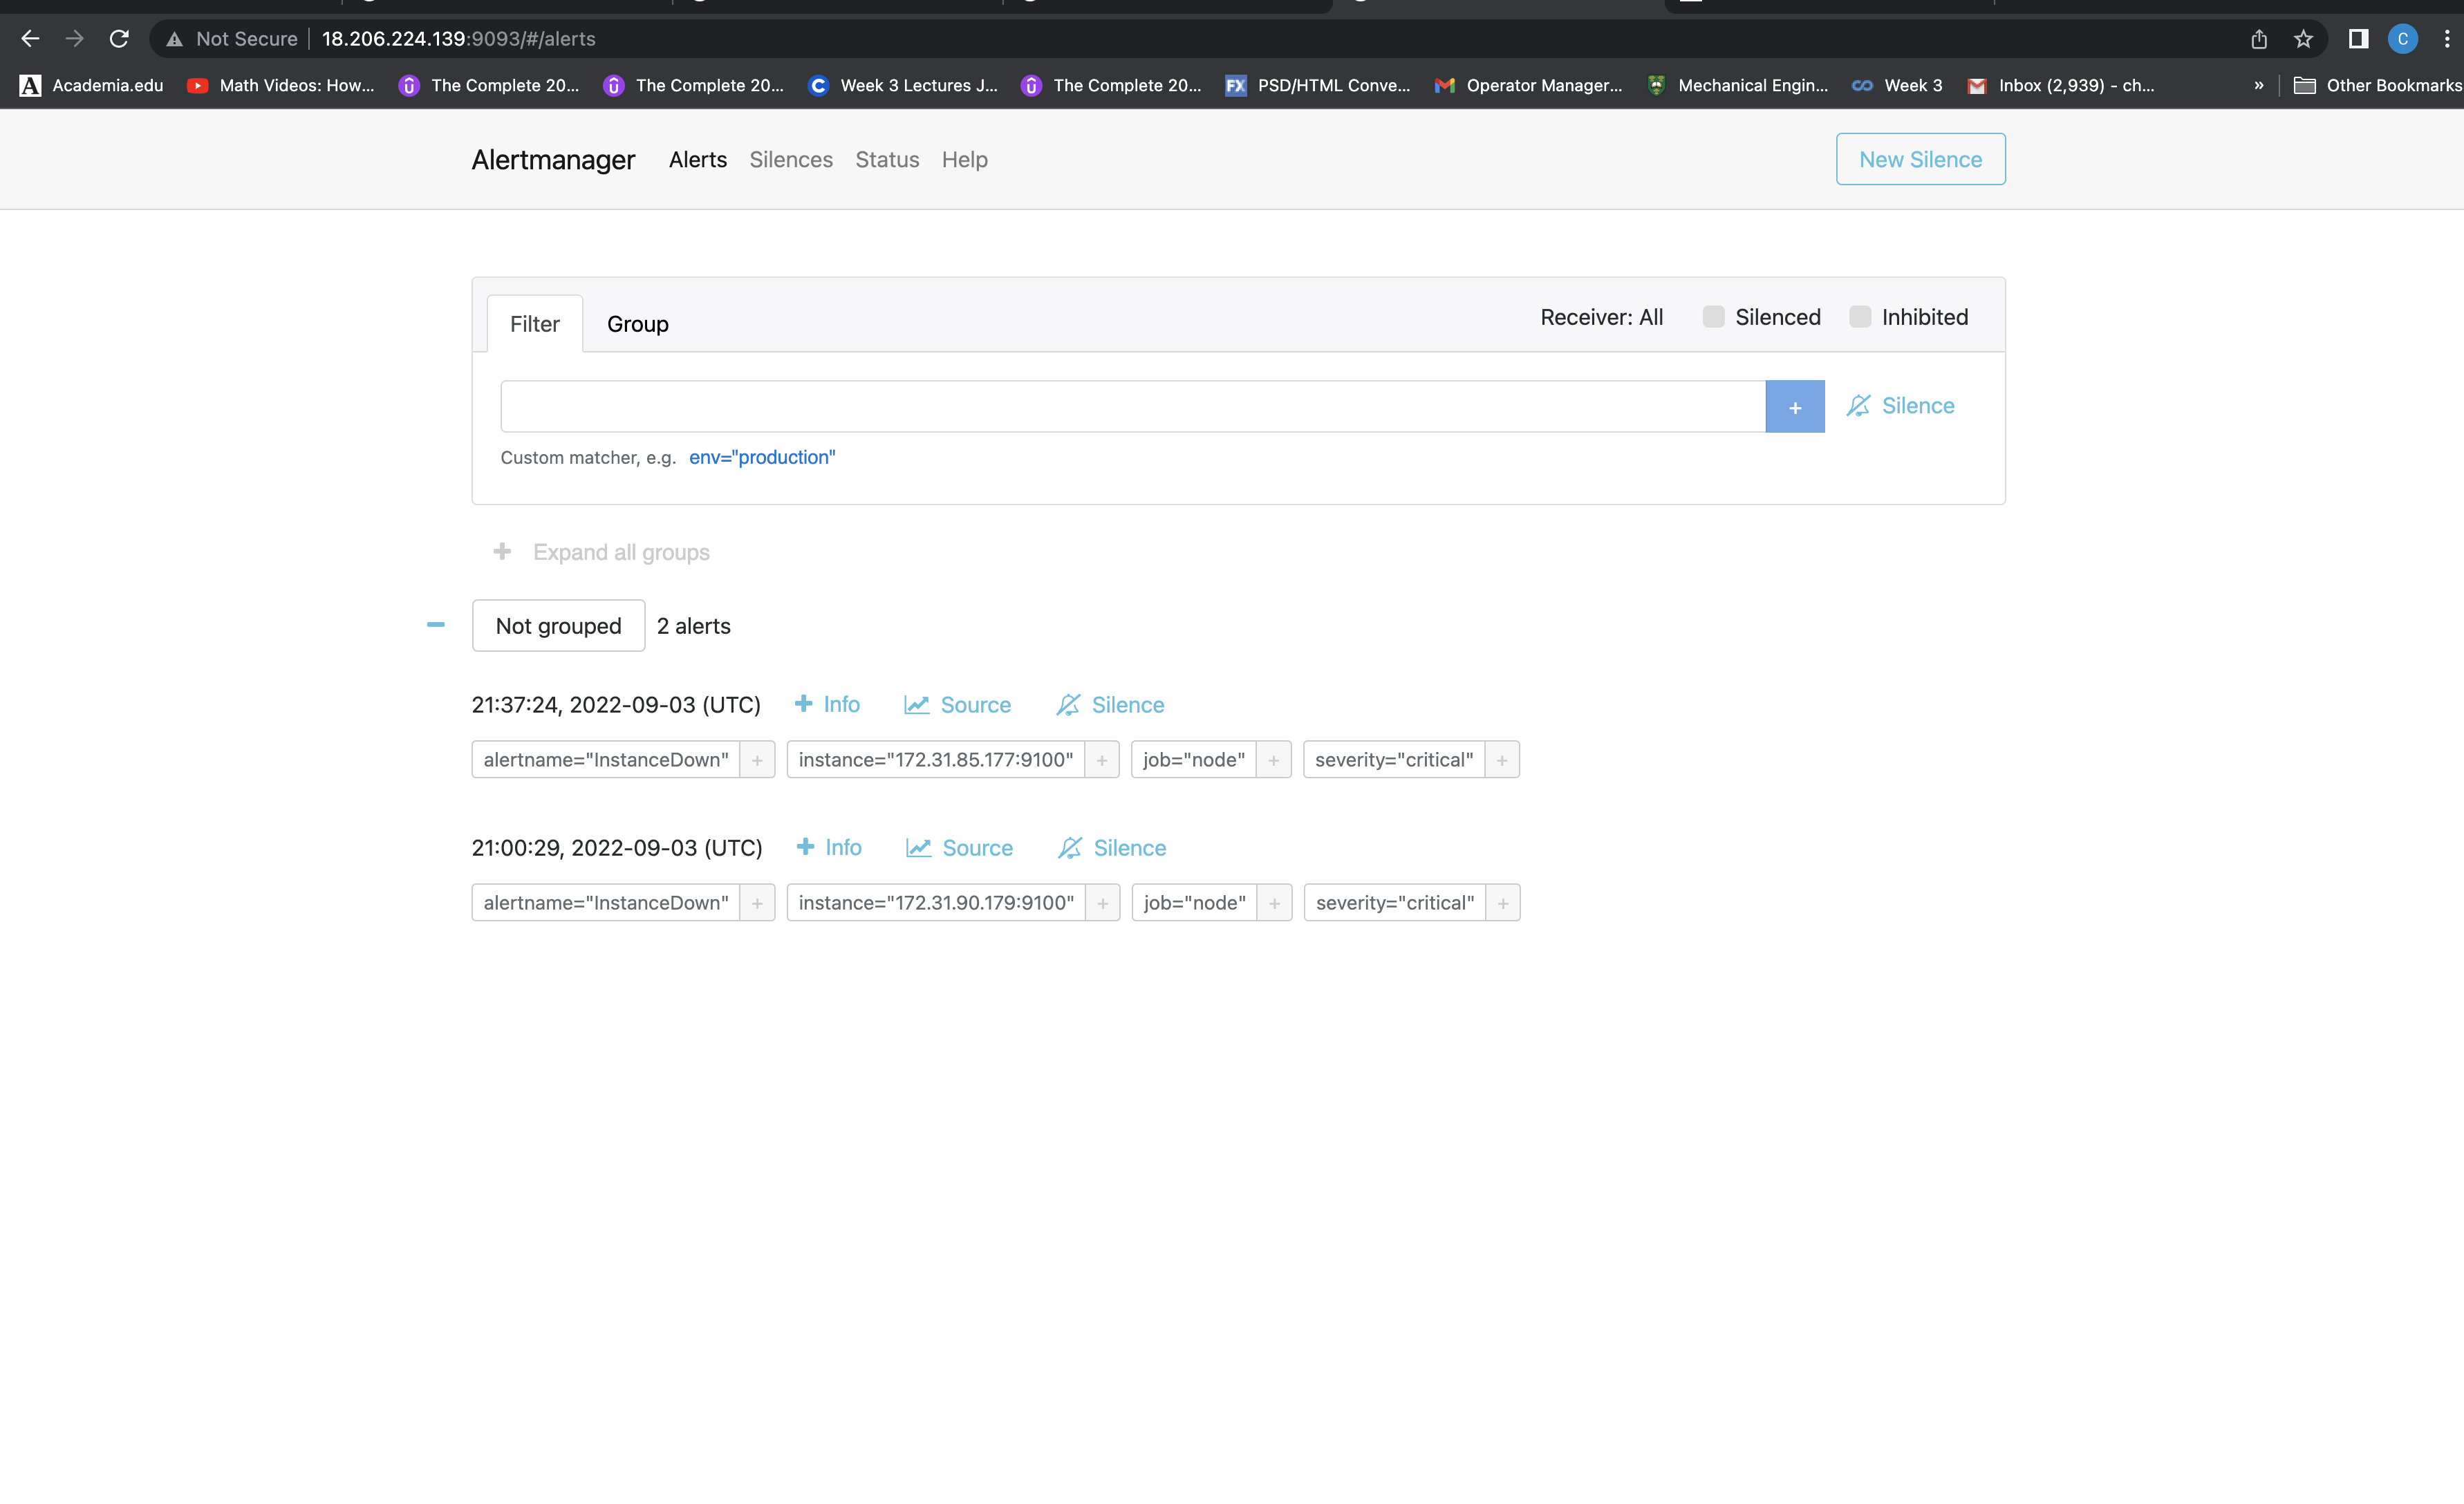 Not Secure 18.206.224.139:9093/#/alerts C
Academia.edu Math Videos: How... The Complete 20... The Complete 20... Week 3 Lectures J... The Complete 20... FX PSD/HTML Conve... Operator Manager... Mechanical Engin... Week 3 Inbox (2,939) - ch... » Other Bookmarks
Alertmanager Alerts Silences Status Help New Silence
Filter Group Receiver: All Silenced Inhibited
+ Silence
Custom matcher, e.g. env="production"
+ Expand all groups
− Not grouped 2 alerts
21:37:24, 2022-09-03 (UTC) + Info Source Silence
alertname="InstanceDown" + instance="172.31.85.177:9100" + job="node" + severity="critical" +
21:00:29, 2022-09-03 (UTC) + Info Source Silence
alertname="InstanceDown" + instance="172.31.90.179:9100" + job="node" + severity="critical" +